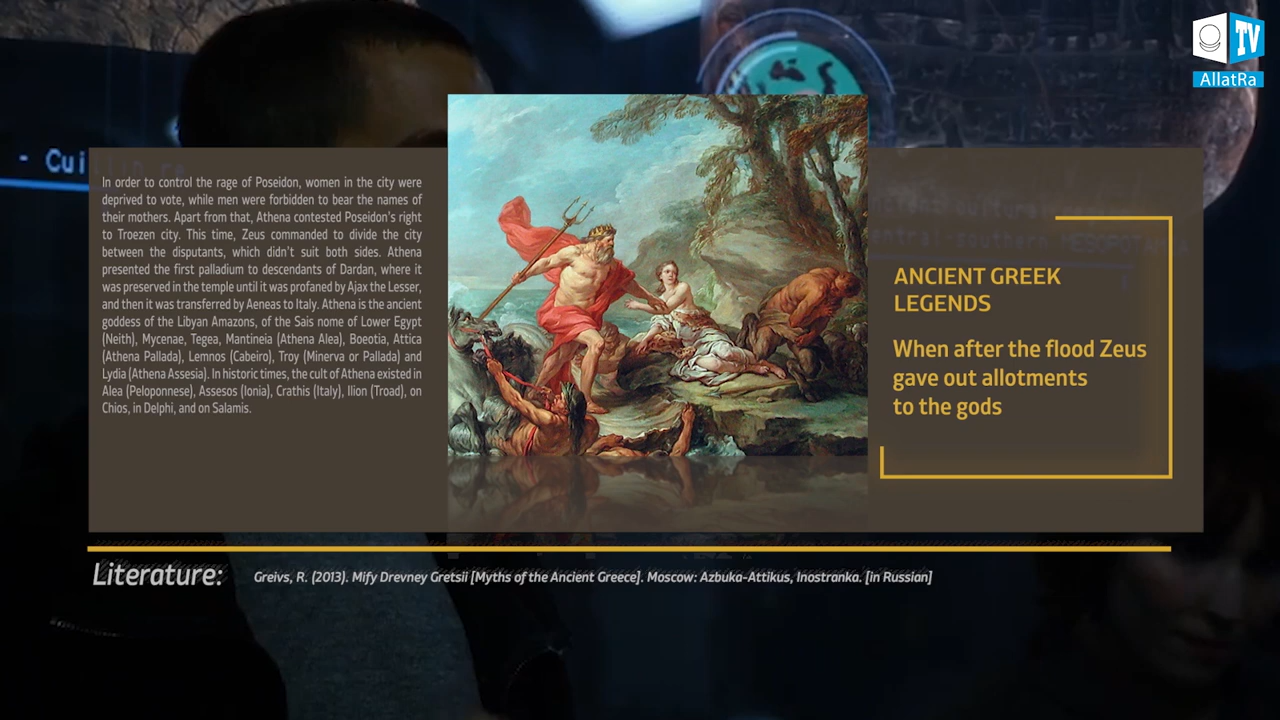 TV
AllatRa
- Cui
In order to control the rage of Poseidon, women in the city were
deprived to vote, while men were forbidden to bear the names of
their mothers. Apart from that, Athena contested Poseidon's right
to Troezen city. This time, Zeus commanded to divide the city
between the disputants, which didn't suit both sides. Athena
presented the first palladium to descendants of Dardan, where it
was preserved in the temple until it was profaned by Ajax the Lesser,
and then it was transferred by Aeneas to Italy. Athena is the ancient
goddess of the Libyan Amazons, of the Sais nome of Lower Egypt
(Neith), Mycenae, Tegea, Mantineia (Athena Alea), Boeotia, Attica
(Athena Pallada), Lemnos (Cabeiro), Troy (Minerva or Pallada) and
Lydia (Athena Assesia). In historic times, the cult of Athena existed in
Alea (Peloponnese), Assesos (Ionia), Crathis (Italy), Ilion (Troad), on
Chios, in Delphi, and on Salamis.
ANCIENT GREEK
LEGENDS
When after the flood Zeus
gave out allotments
to the gods
Literature: Greivs, R. (2013). Mify Drevney Gretsii [Myths of the Ancient Greece]. Moscow: Azbuka-Attikus, Inostranka. [in Russian]